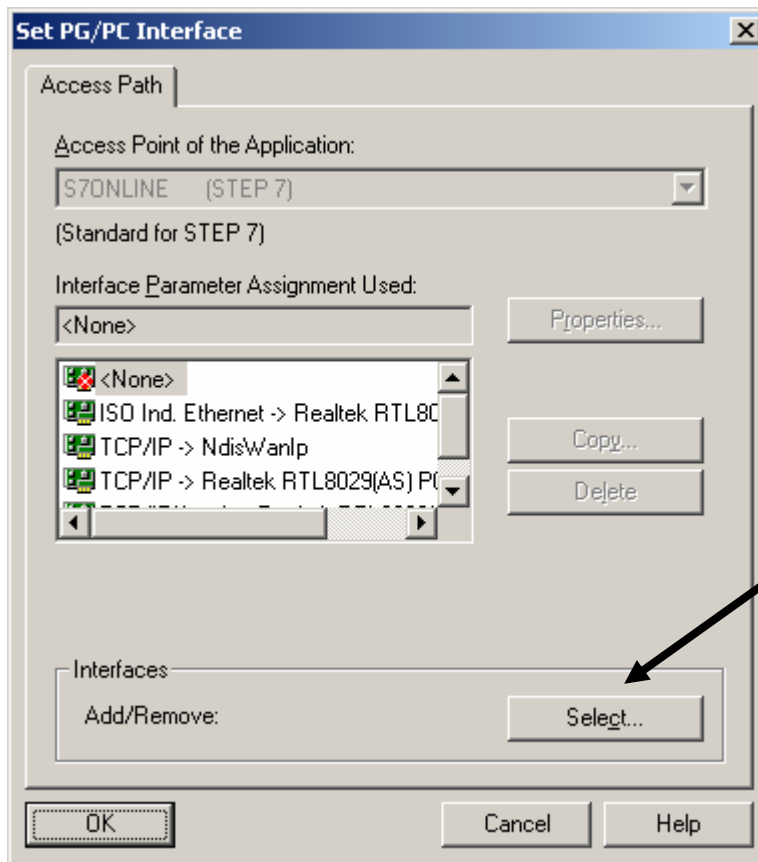 Set PG/PC Interface
Access Path
Access Point of the Application:
S7ONLINE (STEP 7)
(Standard for STEP 7)
Interface Parameter Assignment Used:
<None>
Properties...
<None>
ISO Ind. Ethernet -> Realtek RTL80
TCP/IP -> NdisWanIp
TCP/IP -> Realtek RTL8029(AS) PC
Copy...
Delete
Interfaces
Add/Remove:
Select...
OK
Cancel
Help